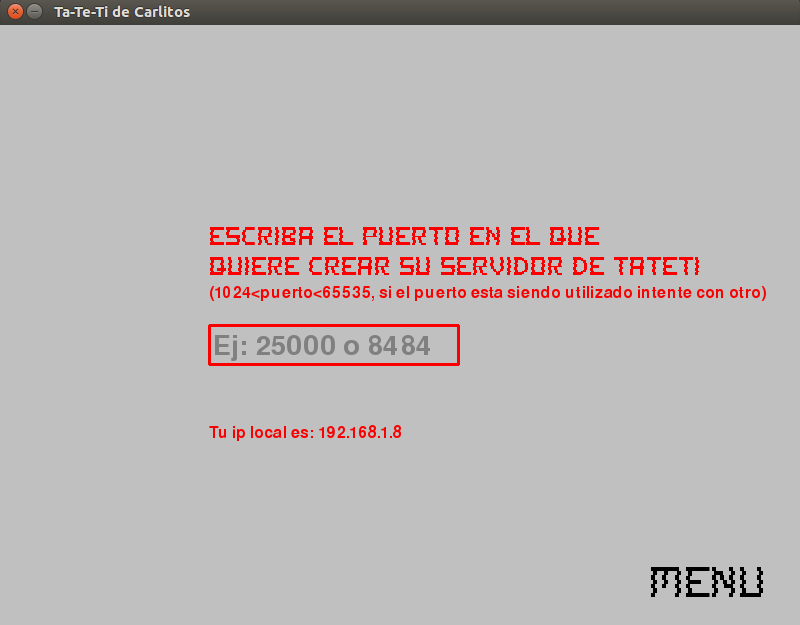 Ta-Te-Ti de Carlitos
ESCRIBA EL PUERTO EN EL QUE
QUIERE CREAR SU SERVIDOR DE TATETI
(1024<puerto<65535, si el puerto esta siendo utilizado intente con otro)
Ej: 25000 o 8484
Tu ip local es: 192.168.1.8
MENU